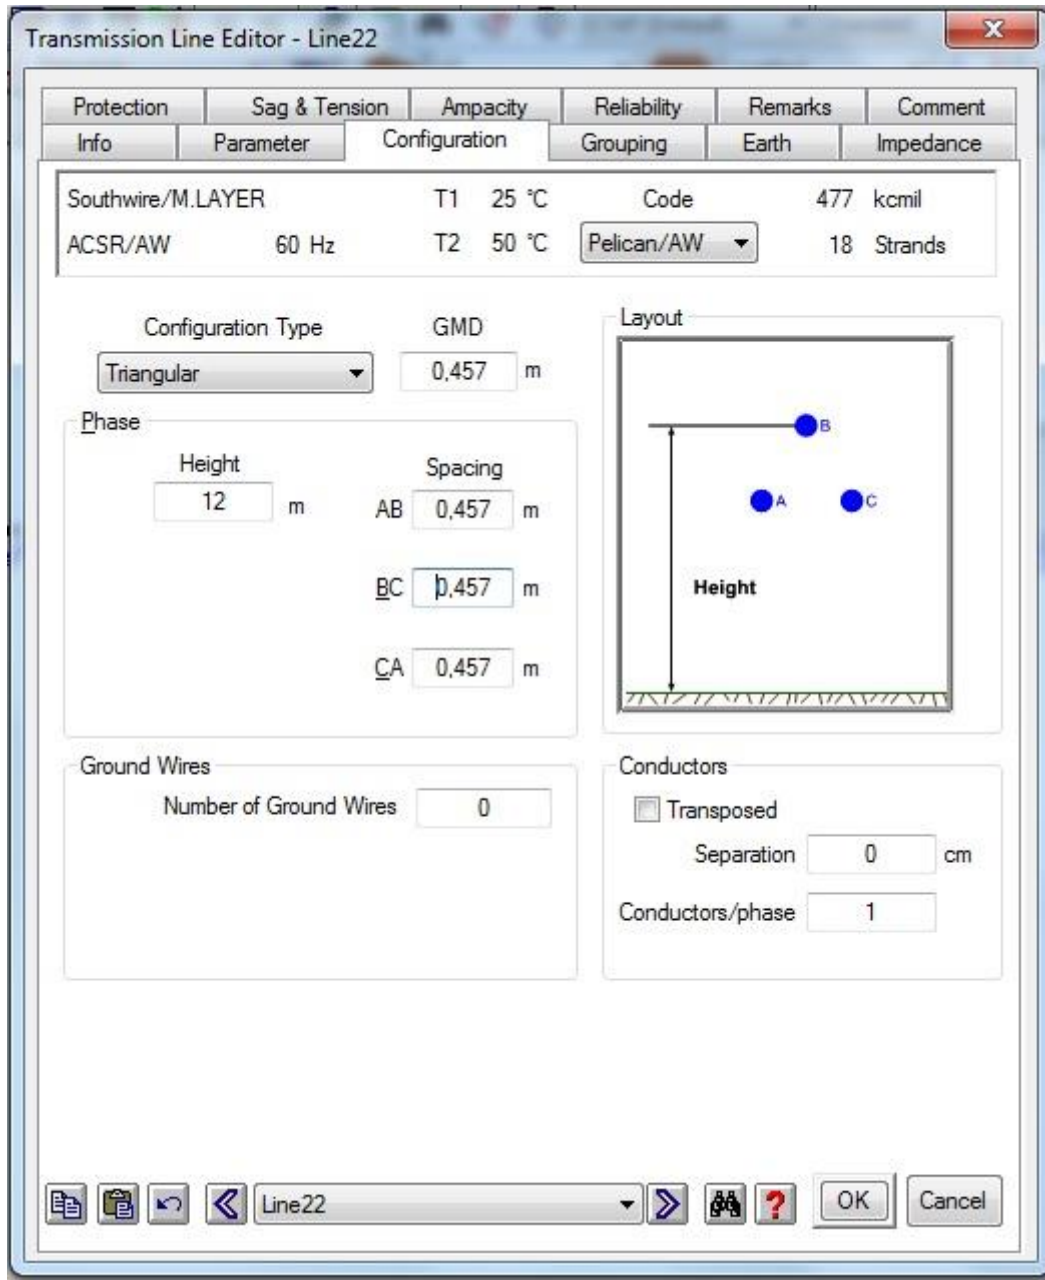 Transmission Line Editor - Line22
Protection Sag & Tension Ampacity Reliability Remarks Comment
Info Parameter Configuration Grouping Earth Impedance
Southwire/M.LAYER T1 25 °C Code 477 kcmil
ACSR/AW 60 Hz T2 50 °C Pelican/AW 18 Strands
Configuration Type GMD
Triangular 0,457 m
Phase
Height Spacing
12 m AB 0,457 m
BC 0,457 m
CA 0,457 m
Layout
B
A C
Height
Ground Wires
Number of Ground Wires 0
Conductors
Transposed
Separation 0 cm
Conductors/phase 1
Line22 ? OK Cancel